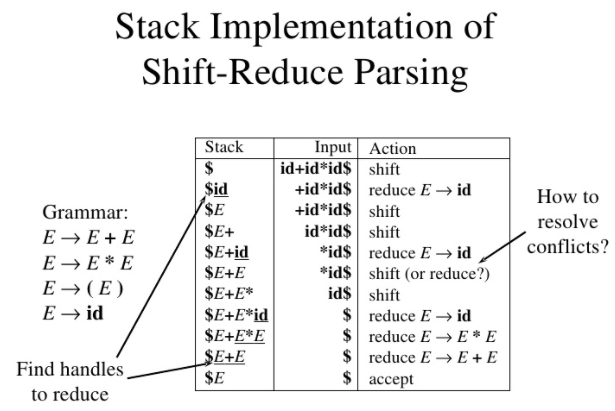 Stack Implementation of
Shift-Reduce Parsing
Stack Input Action
$ id+id*id$ shift
$id +id*id$ reduce E → id
$E +id*id$ shift
$E+ id*id$ shift
$E+id *id$ reduce E → id
$E+E *id$ shift (or reduce?)
$E+E* id$ shift
$E+E*id $ reduce E → id
$E+E*E $ reduce E → E * E
$E+E $ reduce E → E + E
$E $ accept
Grammar:
E → E + E
E → E * E
E → ( E )
E → id
Find handles
to reduce
How to
resolve
conflicts?